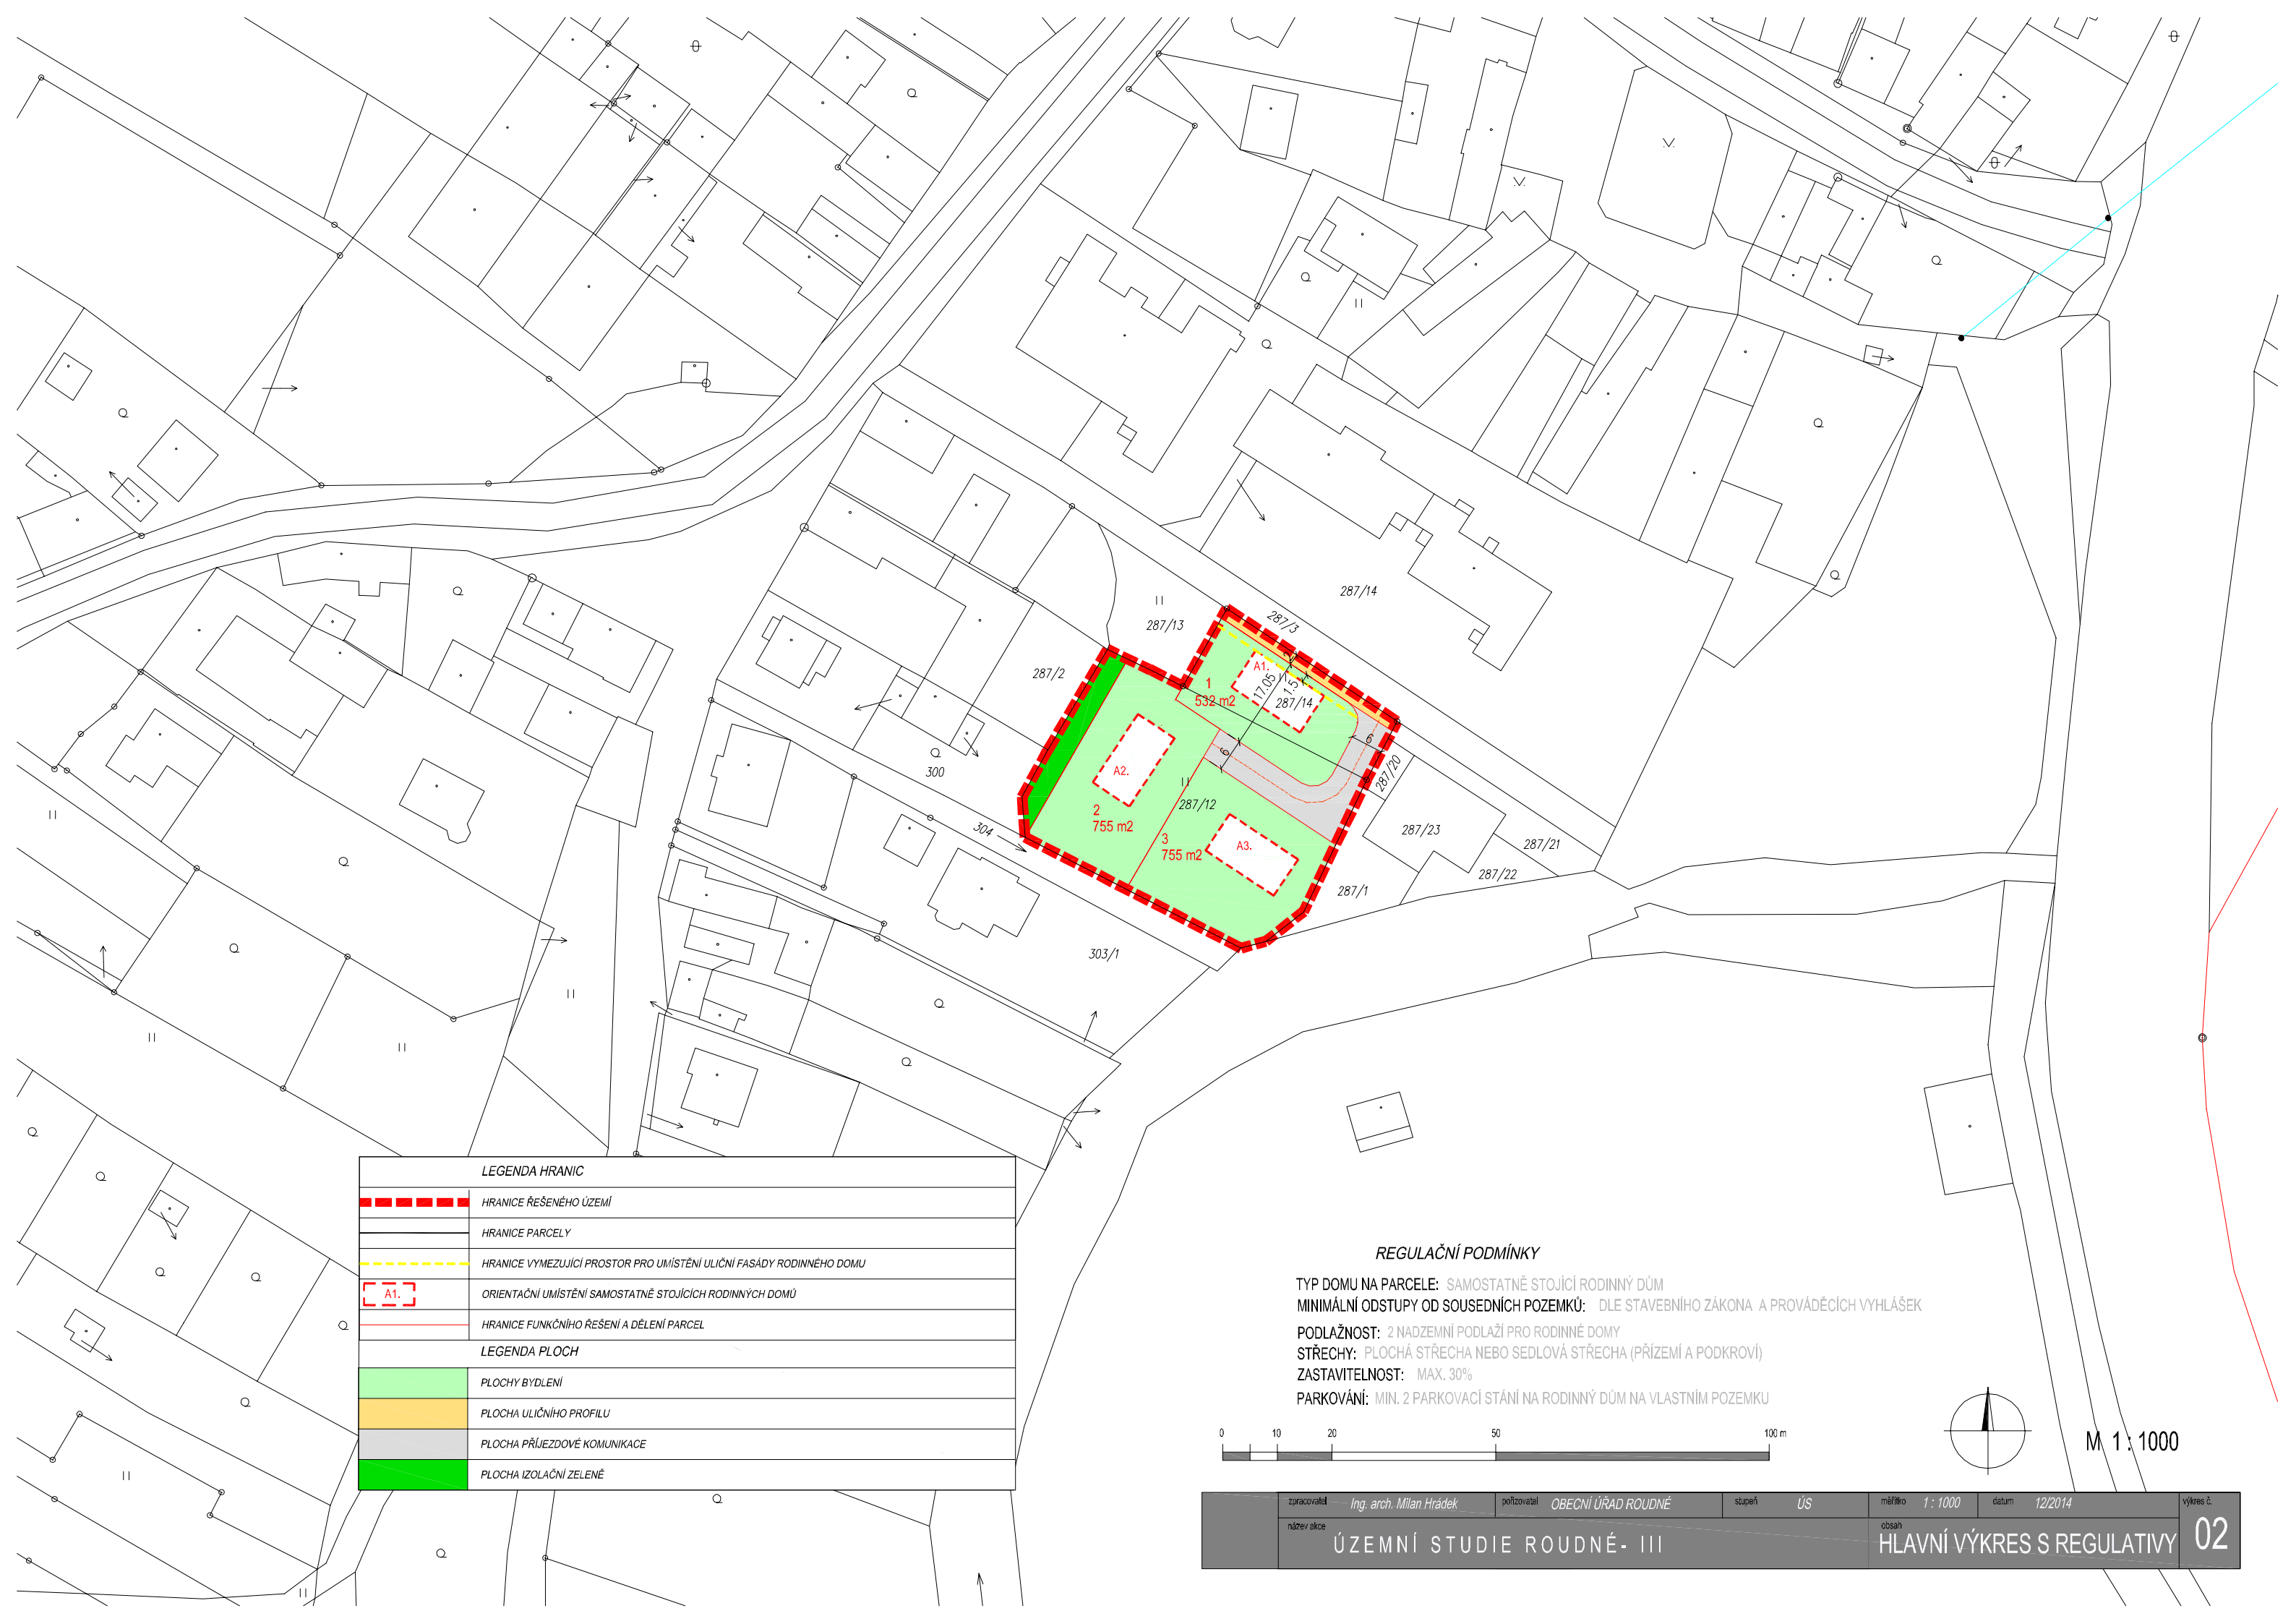 287/14
287/3
287/13
287/2
A1.
1
532 m2
17.05
2
1.5
287/14
6
6
287/20
A2.
300
287/12
2
755 m2
304
3
755 m2
A3.
287/23
287/21
287/22
287/1
303/1
LEGENDA HRANIC
HRANICE ŘEŠENÉHO ÚZEMÍ
HRANICE PARCELY
HRANICE VYMEZUJÍCÍ PROSTOR PRO UMÍSTĚNÍ ULIČNÍ FASÁDY RODINNÉHO DOMU
A1.
ORIENTAČNÍ UMÍSTĚNÍ SAMOSTATNĚ STOJÍCÍCH RODINNÝCH DOMŮ
HRANICE FUNKČNÍHO ŘEŠENÍ A DĚLENÍ PARCEL
LEGENDA PLOCH
PLOCHY BYDLENÍ
PLOCHA ULIČNÍHO PROFILU
PLOCHA PŘÍJEZDOVÉ KOMUNIKACE
PLOCHA IZOLAČNÍ ZELENĚ
REGULAČNÍ PODMÍNKY
TYP DOMU NA PARCELE: SAMOSTATNĚ STOJÍCÍ RODINNÝ DŮM
MINIMÁLNÍ ODSTUPY OD SOUSEDNÍCH POZEMKŮ: DLE STAVEBNÍHO ZÁKONA A PROVÁDĚCÍCH VYHLÁŠEK
PODLAŽNOST: 2 NADZEMNÍ PODLAŽÍ PRO RODINNÉ DOMY
STŘECHY: PLOCHÁ STŘECHA NEBO SEDLOVÁ STŘECHA (PŘÍZEMÍ A PODKROVÍ)
ZASTAVITELNOST: MAX. 30%
PARKOVÁNÍ: MIN. 2 PARKOVACÍ STÁNÍ NA RODINNÝ DŮM NA VLASTNÍM POZEMKU
0 10 20 50 100 m
M 1 : 1000
zpracovatel Ing. arch. Milan Hrádek pořizovatel OBECNÍ ÚŘAD ROUDNÉ stupeň ÚS měřítko 1 : 1000 datum 12/2014 výkres č.
název akce ÚZEMNÍ STUDIE ROUDNÉ- III obsah HLAVNÍ VÝKRES S REGULATIVY 02